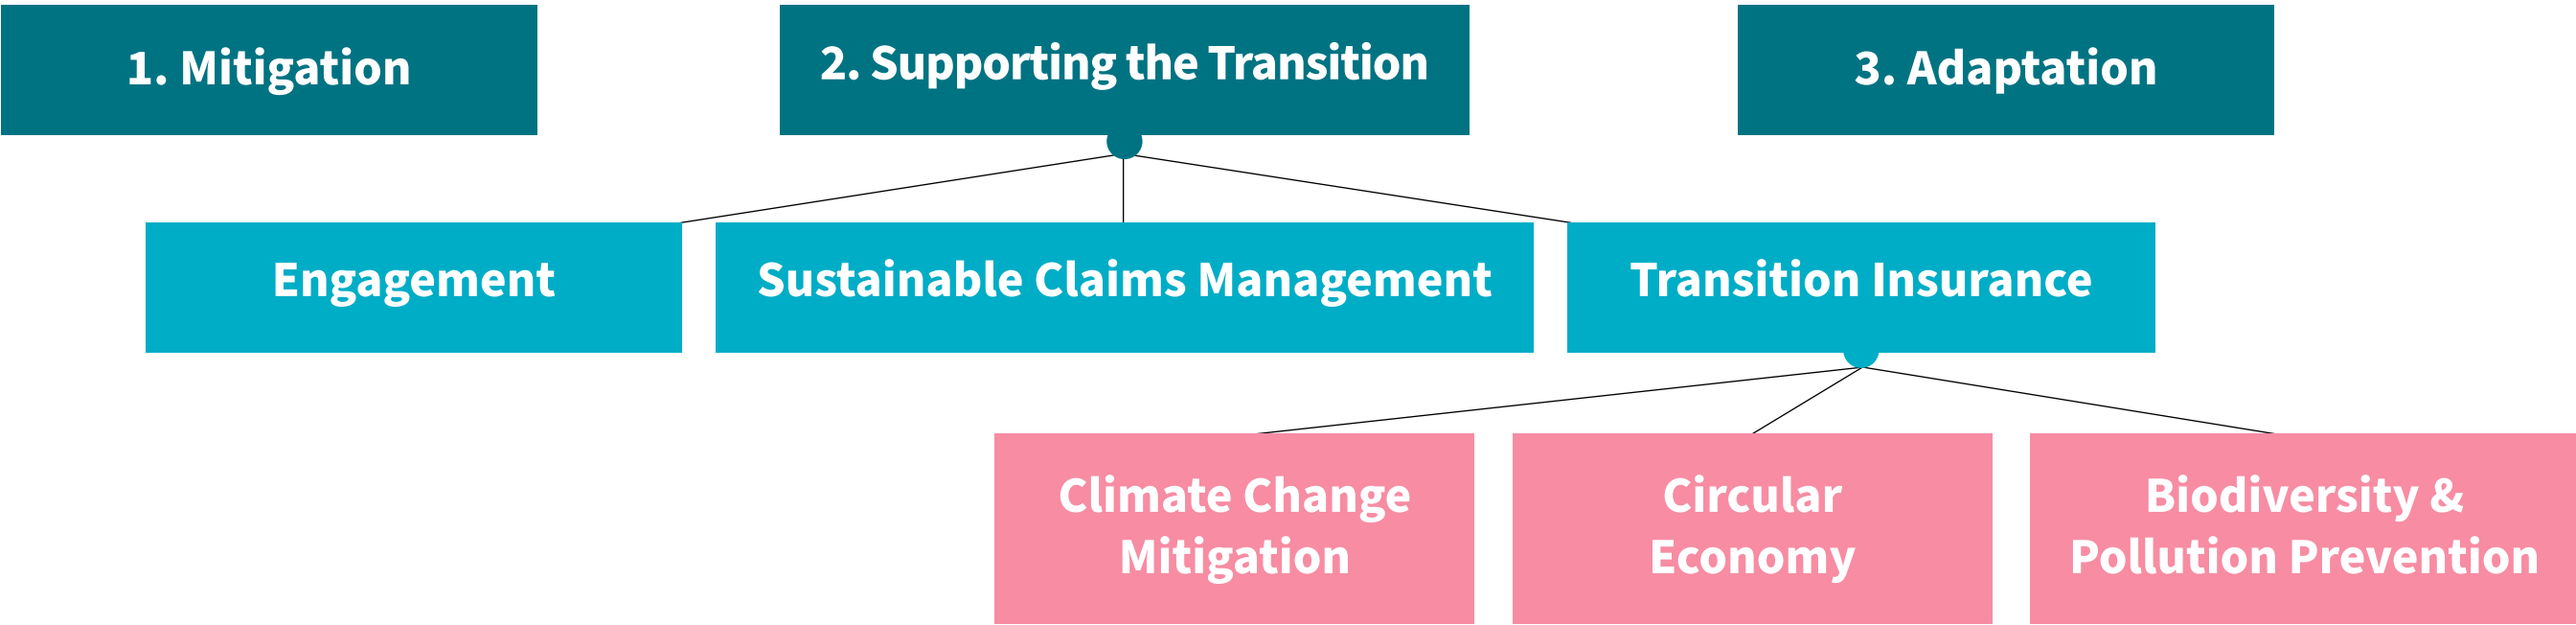 1. Mitigation
2. Supporting the Transition
3. Adaptation
Engagement
Sustainable Claims Management
Transition Insurance
Climate Change
Mitigation
Circular
Economy
Biodiversity &
Pollution Prevention